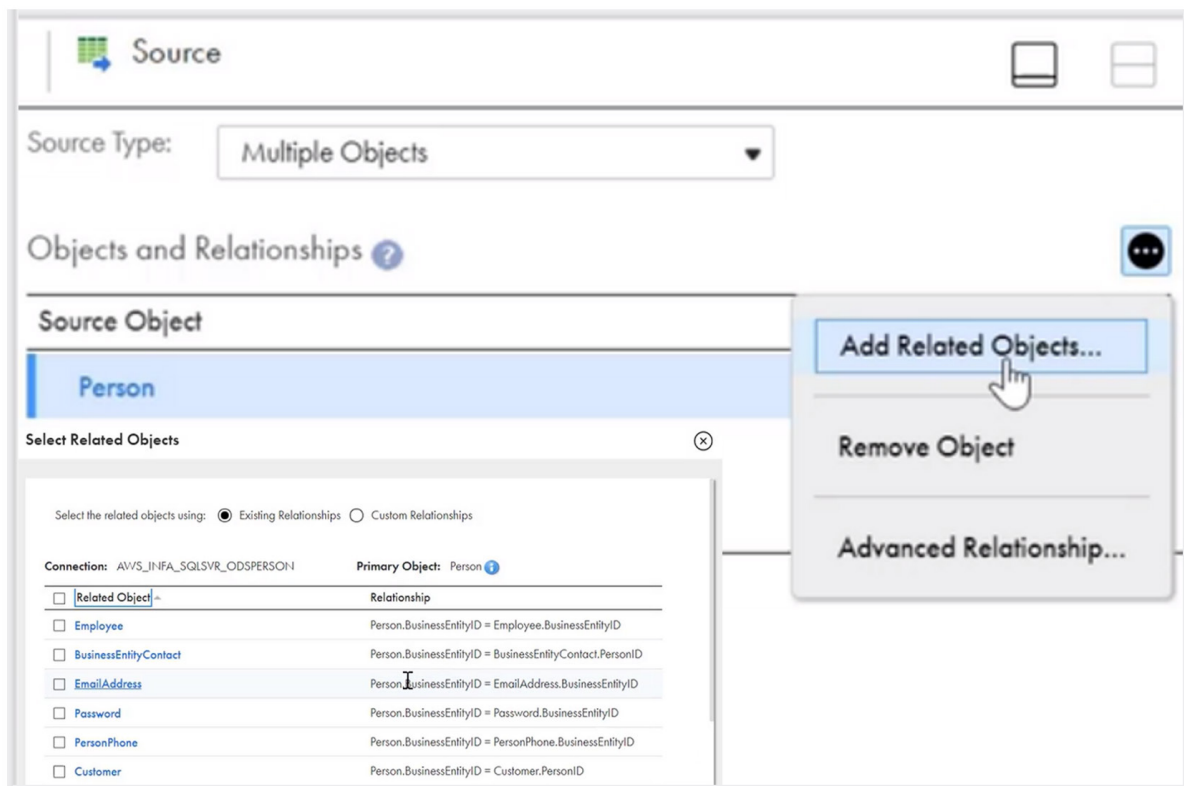 Source
Source Type: Multiple Objects
Objects and Relationships ?
Source Object
Person
Add Related Objects...
Remove Object
Advanced Relationship...
Select Related Objects
Select the related objects using: Existing Relationships Custom Relationships
Connection: AWS_INFA_SQLSVR_ODSPERSON Primary Object: Person i
Related Object Relationship
Employee Person.BusinessEntityID = Employee.BusinessEntityID
BusinessEntityContact Person.BusinessEntityID = BusinessEntityContact.PersonID
EmailAddress Person.BusinessEntityID = EmailAddress.BusinessEntityID
Password Person.BusinessEntityID = Password.BusinessEntityID
PersonPhone Person.BusinessEntityID = PersonPhone.BusinessEntityID
Customer Person.BusinessEntityID = Customer.PersonID